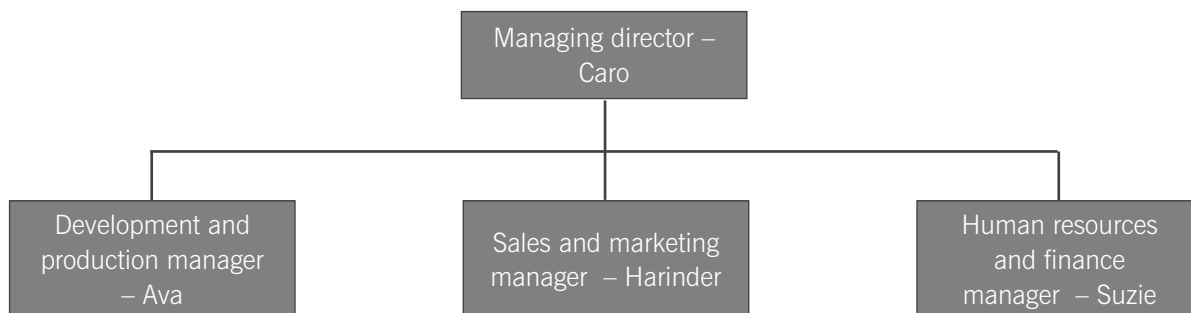 Managing director –
Caro
Development and
production manager
– Ava
Sales and marketing
manager – Harinder
Human resources
and finance
manager – Suzie